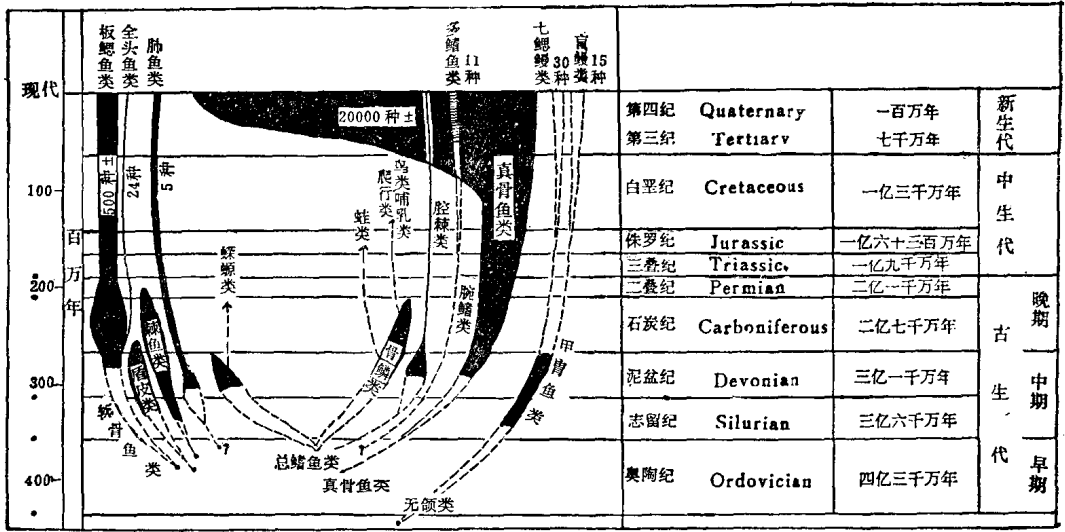 板鳃鱼类
全头鱼类
肺鱼类
多鳍鱼类
11种
七鳃鳗类
30种
盲鳗类
15种
现代
100
200
300
400
百万年
500种±
24种
5种
20000种±
真骨鱼类
鸟类哺乳类
爬行类
蛙类
腔棘类
蝾螈类
腕鳍类
棘鱼类
盾皮类
骨鳞类
甲胄鱼类
软骨鱼类
?
总鳍鱼类
?
真骨鱼类
无颌类
第四纪 Quaternary 一百万年
第三纪 Tertiary 七千万年
白垩纪 Cretaceous 一亿三千万年
侏罗纪 Jurassic 一亿六十三百万年
三叠纪 Triassic 一亿九千万年
二叠纪 Permian 二亿一千万年
石炭纪 Carboniferous 二亿七千万年
泥盆纪 Devonian 三亿一千万年
志留纪 Silurian 三亿六千万年
奥陶纪 Ordovician 四亿三千万年
新生代
中生代
古生代
晚期
中期
早期